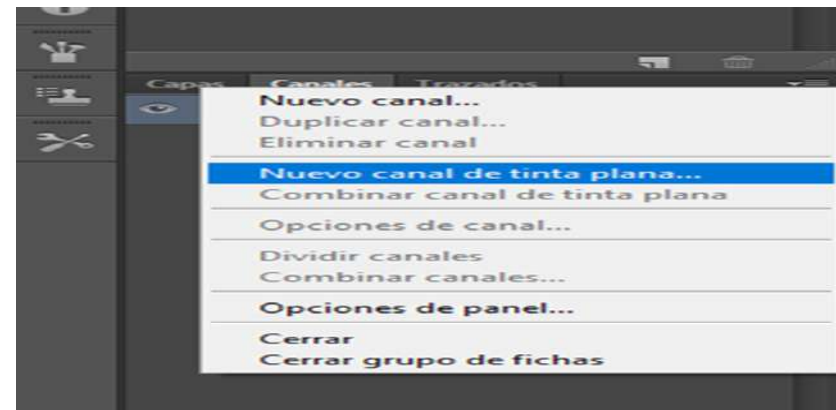 Capas Canales Trazados
Nuevo canal...
Duplicar canal...
Eliminar canal
Nuevo canal de tinta plana...
Combinar canal de tinta plana
Opciones de canal...
Dividir canales
Combinar canales...
Opciones de panel...
Cerrar
Cerrar grupo de fichas